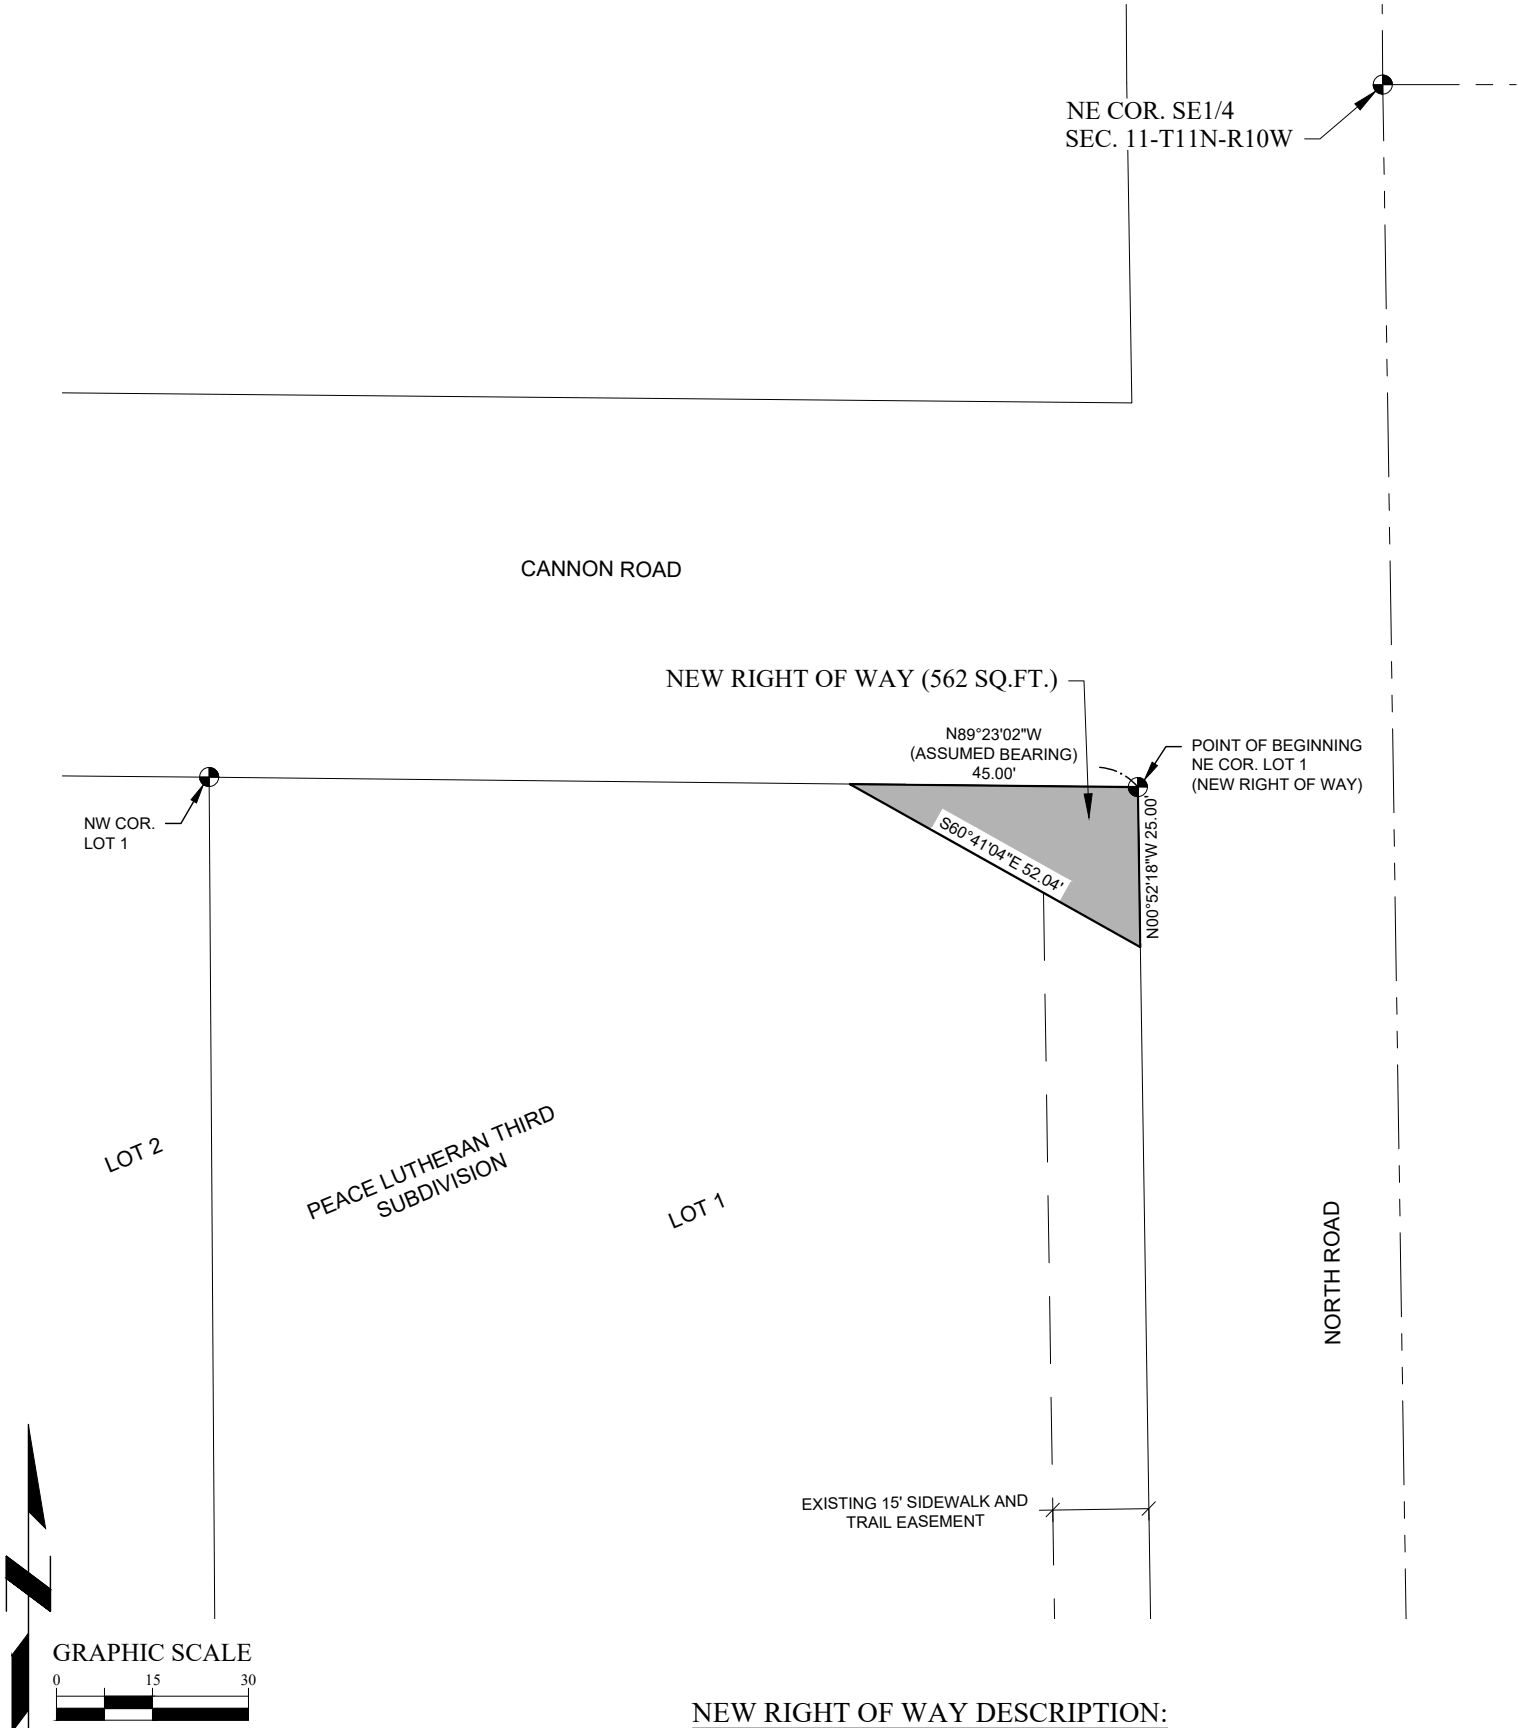 NE COR. SE1/4
SEC. 11-T11N-R10W
CANNON ROAD
NEW RIGHT OF WAY (562 SQ.FT.)
N89°23'02"W
(ASSUMED BEARING)
45.00'
POINT OF BEGINNING
NE COR. LOT 1
(NEW RIGHT OF WAY)
NW COR.
LOT 1
S60°41'04"E 52.04'
N00°52'18"W 25.00'
LOT 2
PEACE LUTHERAN THIRD
SUBDIVISION
LOT 1
NORTH ROAD
EXISTING 15' SIDEWALK AND
TRAIL EASEMENT
N
GRAPHIC SCALE
0 15 30
NEW RIGHT OF WAY DESCRIPTION: